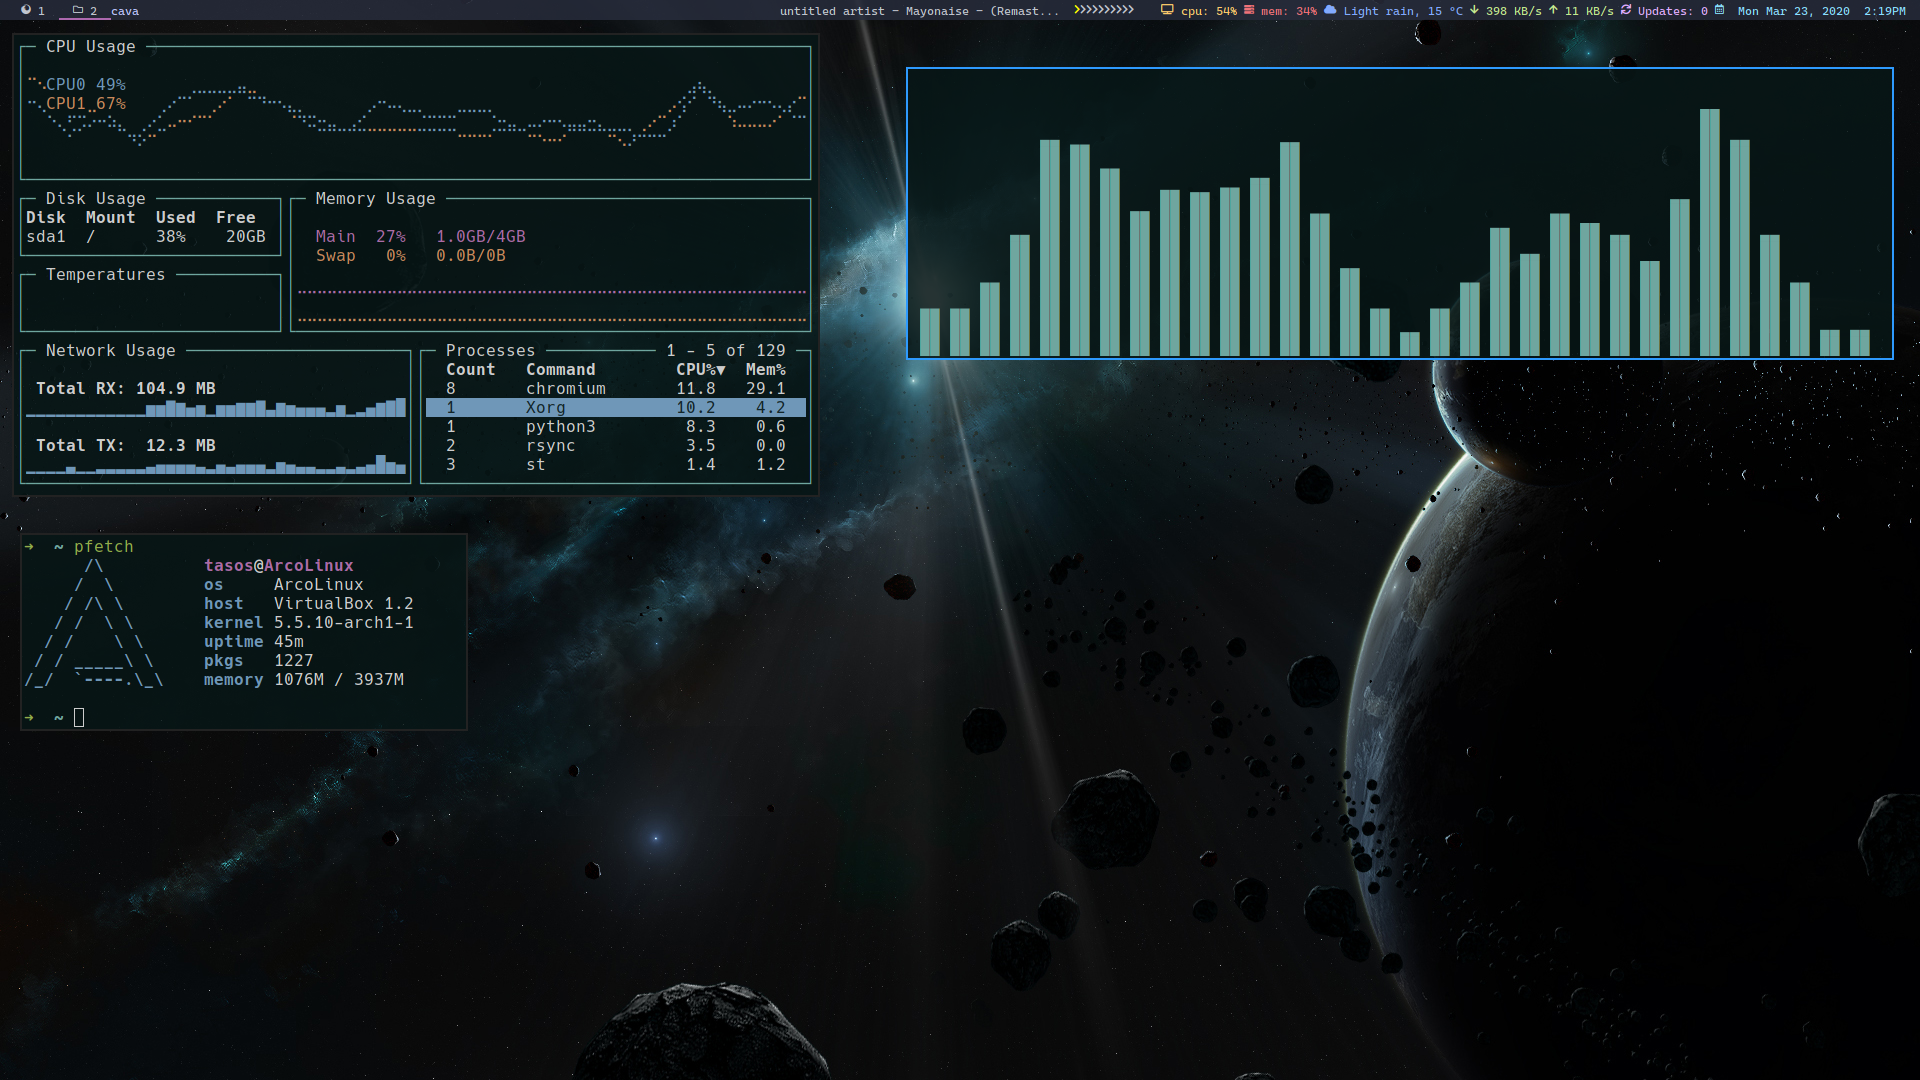 1 2 cava untitled artist - Mayonaise - (Remast... cpu: 54% mem: 34% Light rain, 15 °C 398 KB/s 11 KB/s Updates: 0 Mon Mar 23, 2020 2:19PM
CPU Usage
CPU0 49%
CPU1 67%
Disk Usage
Disk Mount Used Free
sda1 / 38% 20GB
Memory Usage
Main 27% 1.0GB/4GB
Swap 0% 0.0B/0B
Temperatures
Network Usage
Total RX: 104.9 MB
Total TX: 12.3 MB
Processes 1 - 5 of 129
Count Command CPU%▼ Mem%
8 chromium 11.8 29.1
1 Xorg 10.2 4.2
1 python3 8.3 0.6
2 rsync 3.5 0.0
3 st 1.4 1.2
→ ~ pfetch
tasos@ArcoLinux
os ArcoLinux
host VirtualBox 1.2
kernel 5.5.10-arch1-1
uptime 45m
pkgs 1227
memory 1076M / 3937M
→ ~